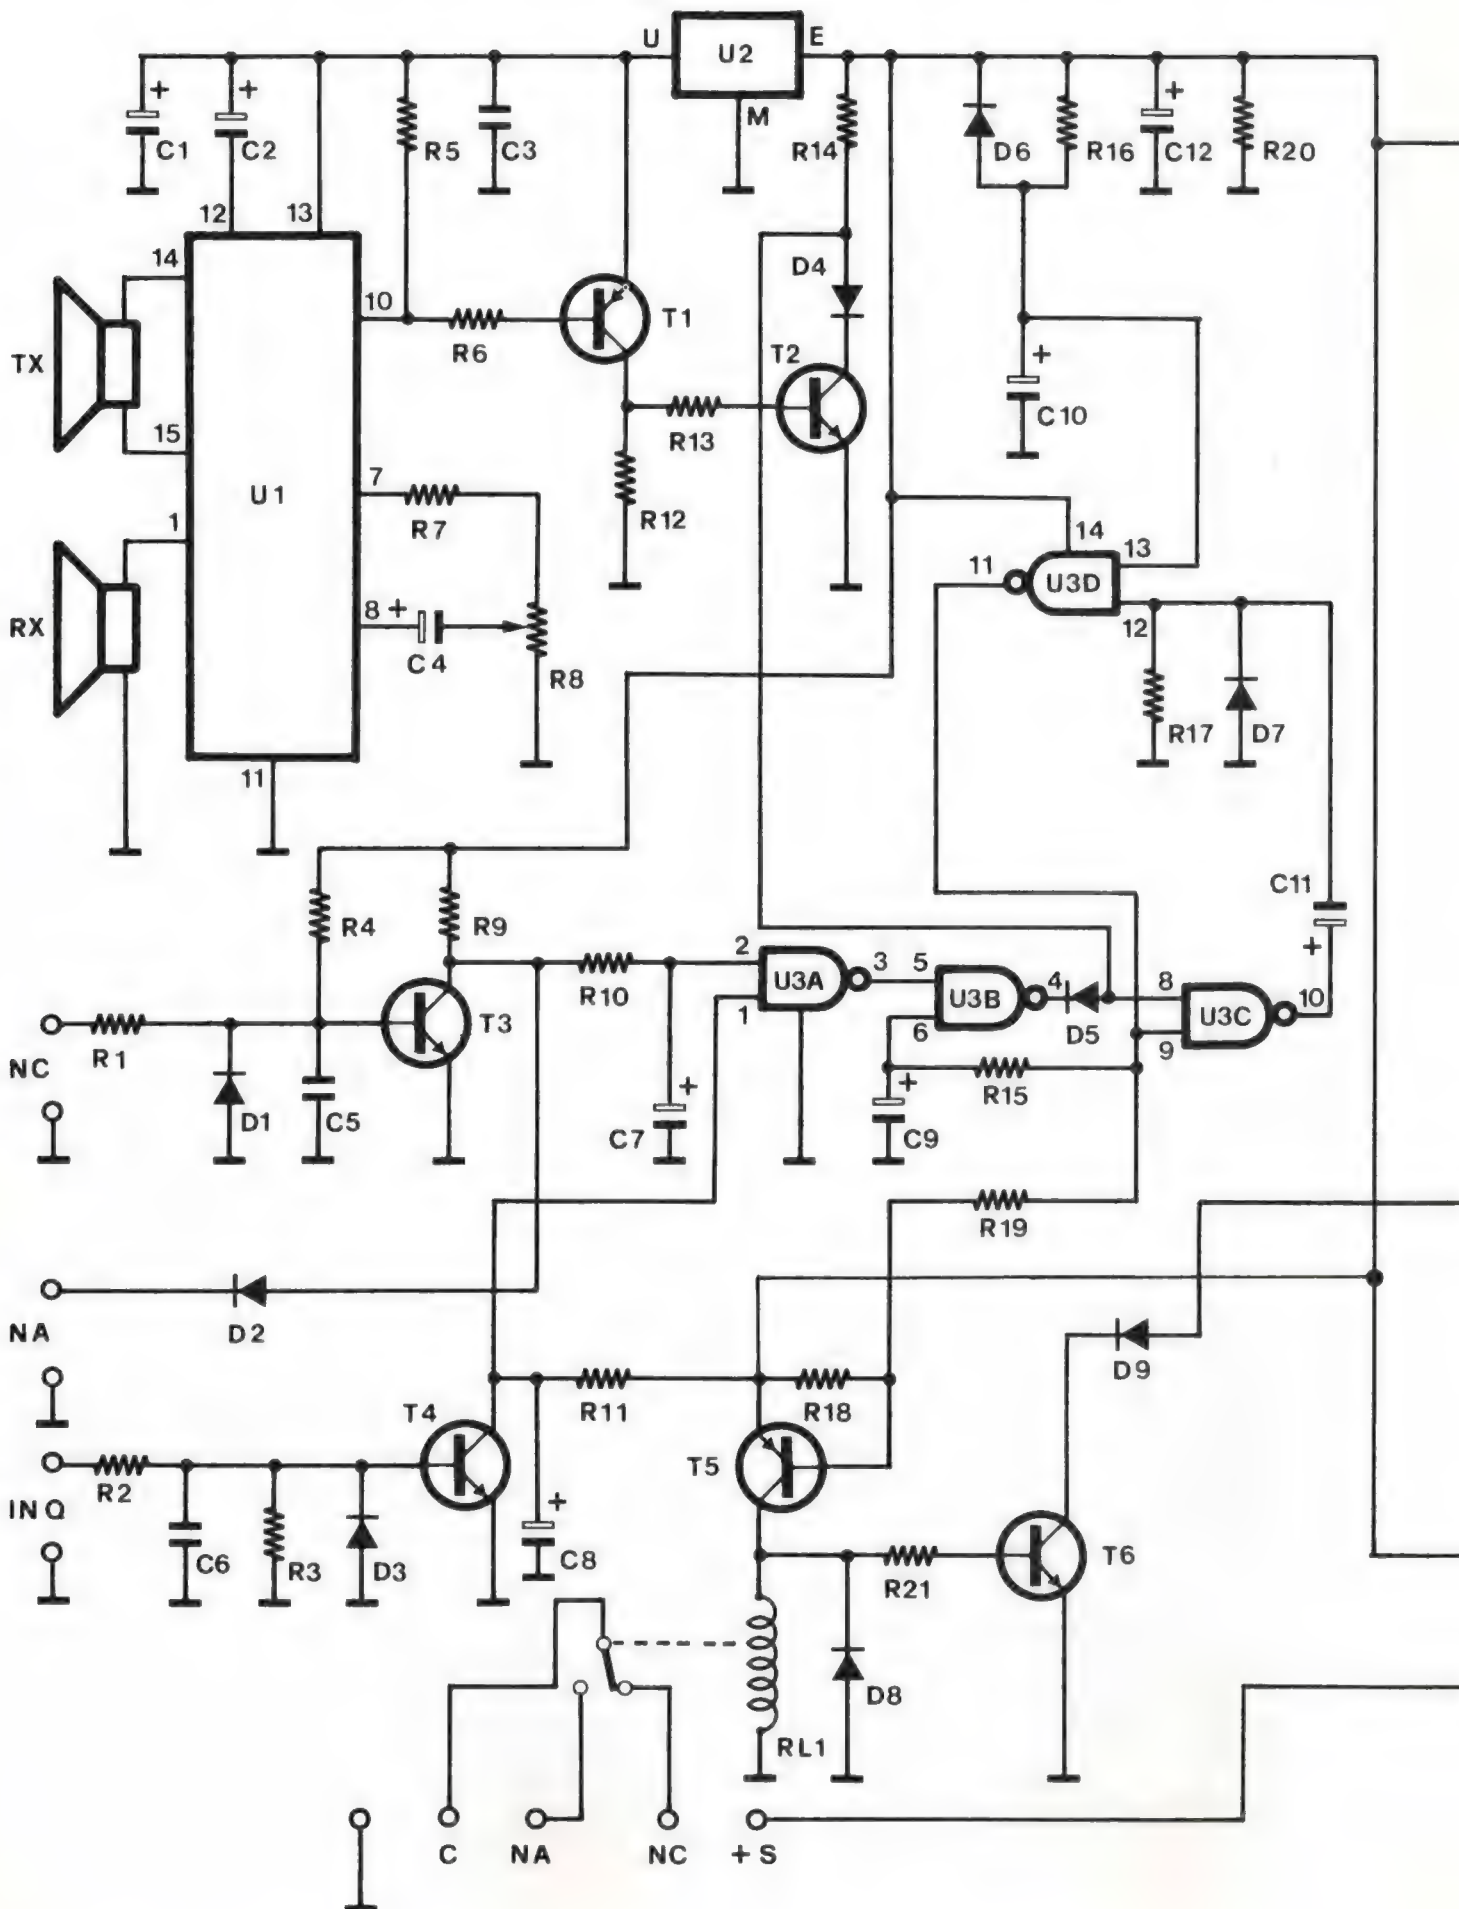 U
U2
E
M
+
C1
+
C2
R5
C3
R14
D6
R16
+
C12
R20
12
13
14
10
TX
15
R6
T1
D4
T2
+
C10
R13
R12
U1
7
R7
1
RX
8
+
C4
R8
11
14
13
11
U3D
12
R17
D7
C11
+
R4
R9
2
R10
U3A
3
5
1
U3B
4
6
D5
8
U3C
10
9
NC
R1
D1
C5
T3
C7
+
+
C9
R15
R19
NA
D2
D9
R11
R18
T4
T5
INQ
R2
C6
R3
D3
+
C8
R21
T6
D8
RL1
C
NA
NC
+S